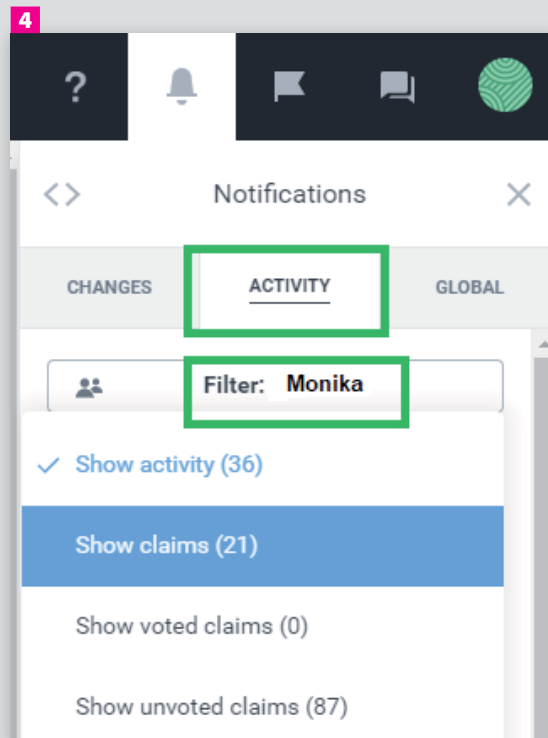 4
?
Notifications
CHANGES ACTIVITY GLOBAL
Filter: Monika
Show activity (36)
Show claims (21)
Show voted claims (0)
Show unvoted claims (87)